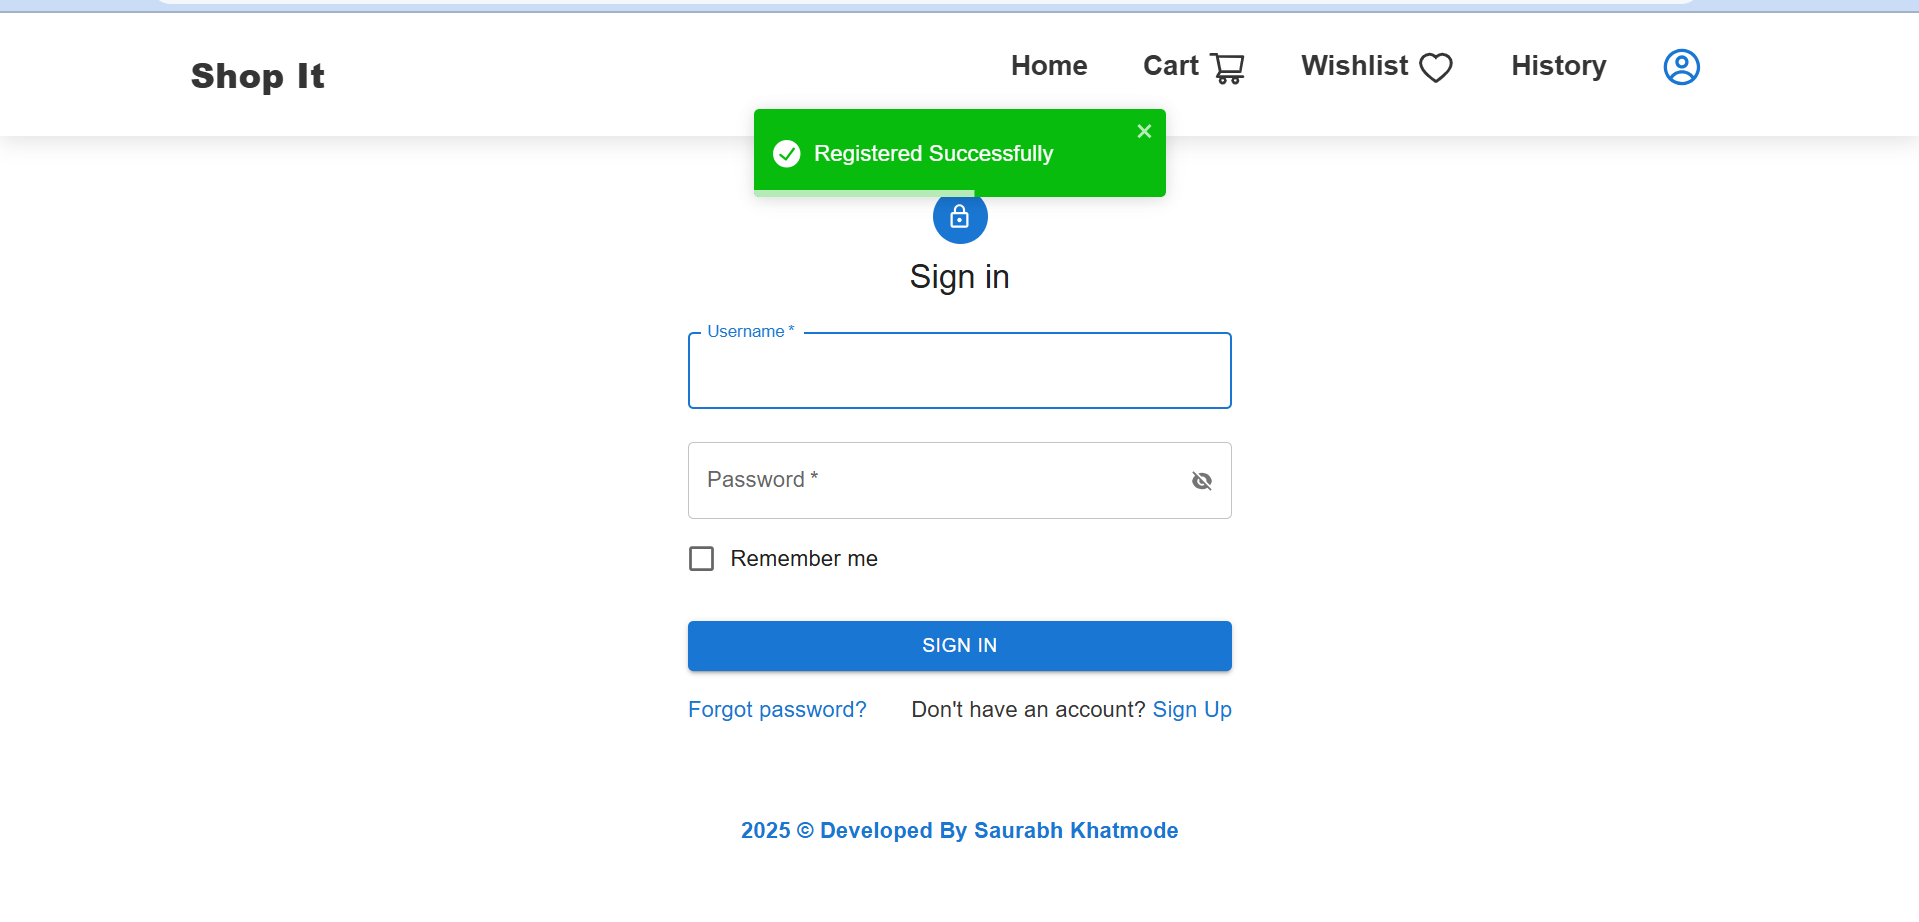 Shop It
Home Cart Wishlist History
Registered Successfully
Sign in
Username *
Password *
Remember me
SIGN IN
Forgot password? Don't have an account? Sign Up
2025 © Developed By Saurabh Khatmode